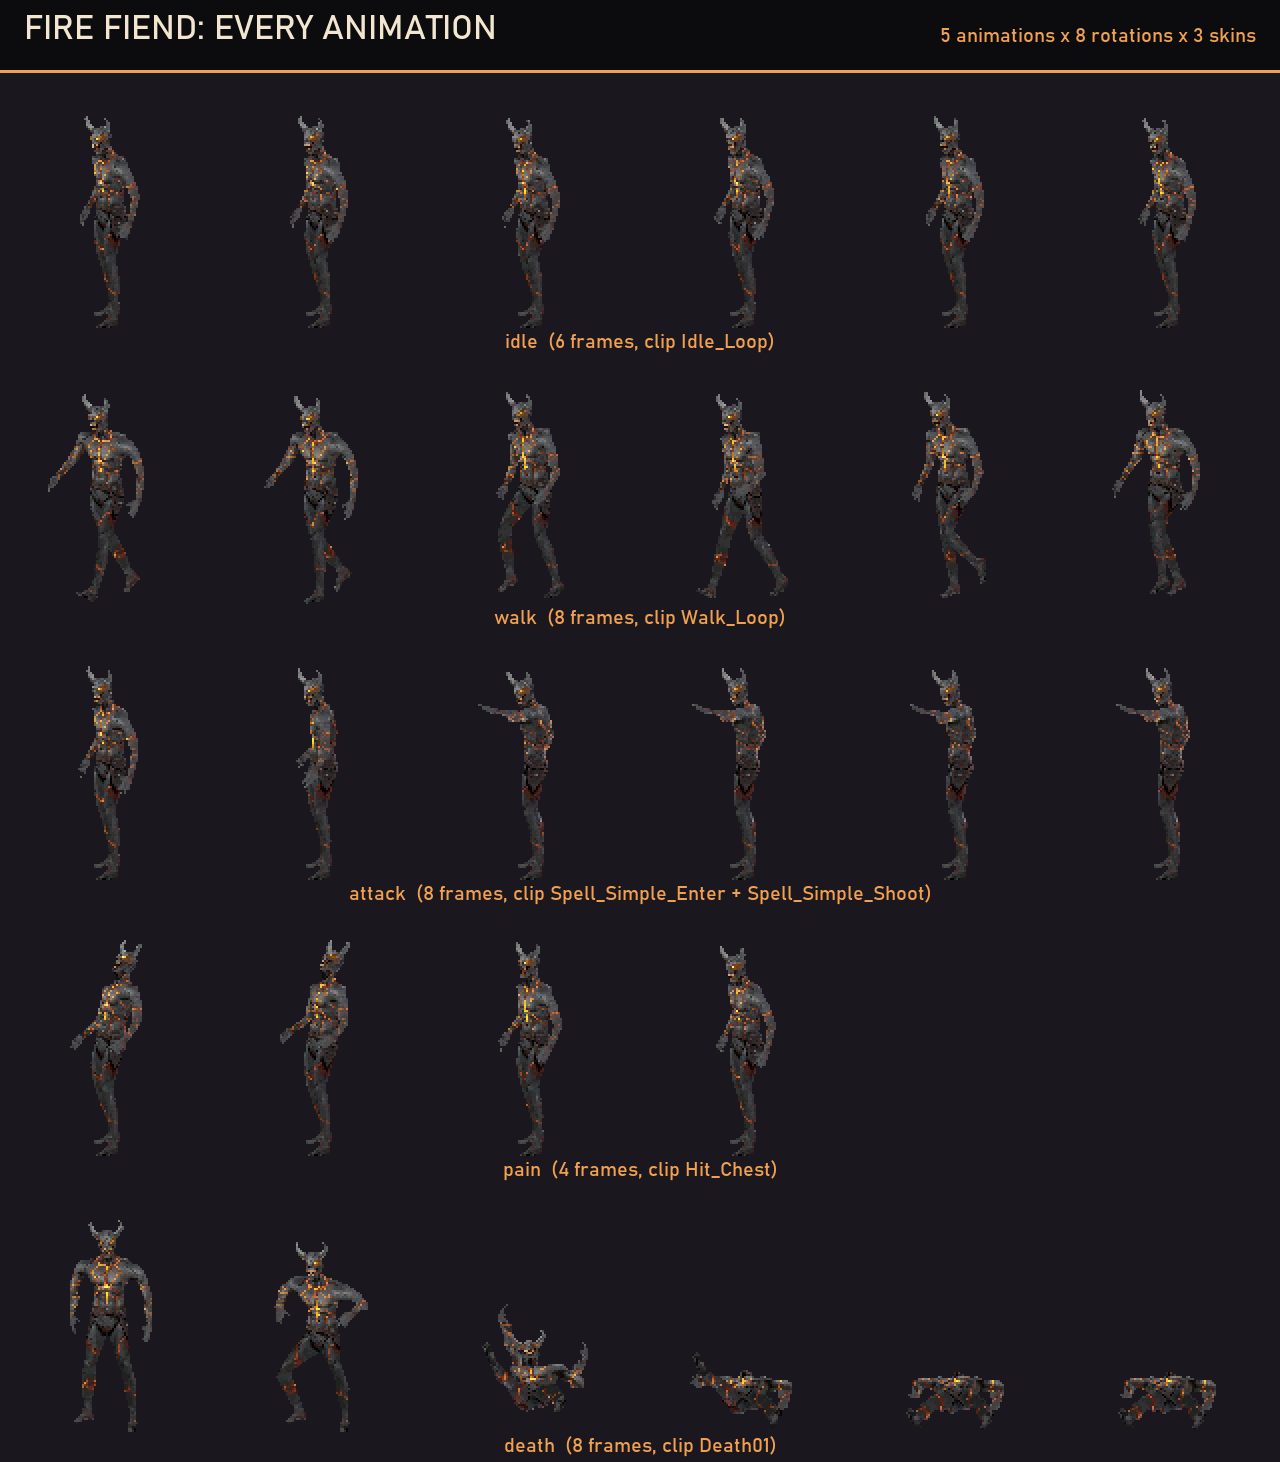 FIRE FIEND: EVERY ANIMATION
5 animations x 8 rotations x 3 skins
idle (6 frames, clip Idle_Loop)
walk (8 frames, clip Walk_Loop)
attack (8 frames, clip Spell_Simple_Enter + Spell_Simple_Shoot)
pain (4 frames, clip Hit_Chest)
death (8 frames, clip Death01)